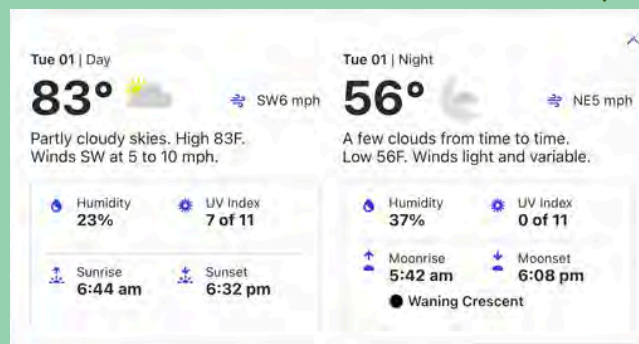 Tue 01 | Day
83°
SW6 mph
Partly cloudy skies. High 83F.
Winds SW at 5 to 10 mph.
Humidity
23%
UV Index
7 of 11
Sunrise
6:44 am
Sunset
6:32 pm
Tue 01 | Night
56°
NE5 mph
A few clouds from time to time.
Low 56F. Winds light and variable.
Humidity
37%
UV Index
0 of 11
Moonrise
5:42 am
Moonset
6:08 pm
Waning Crescent